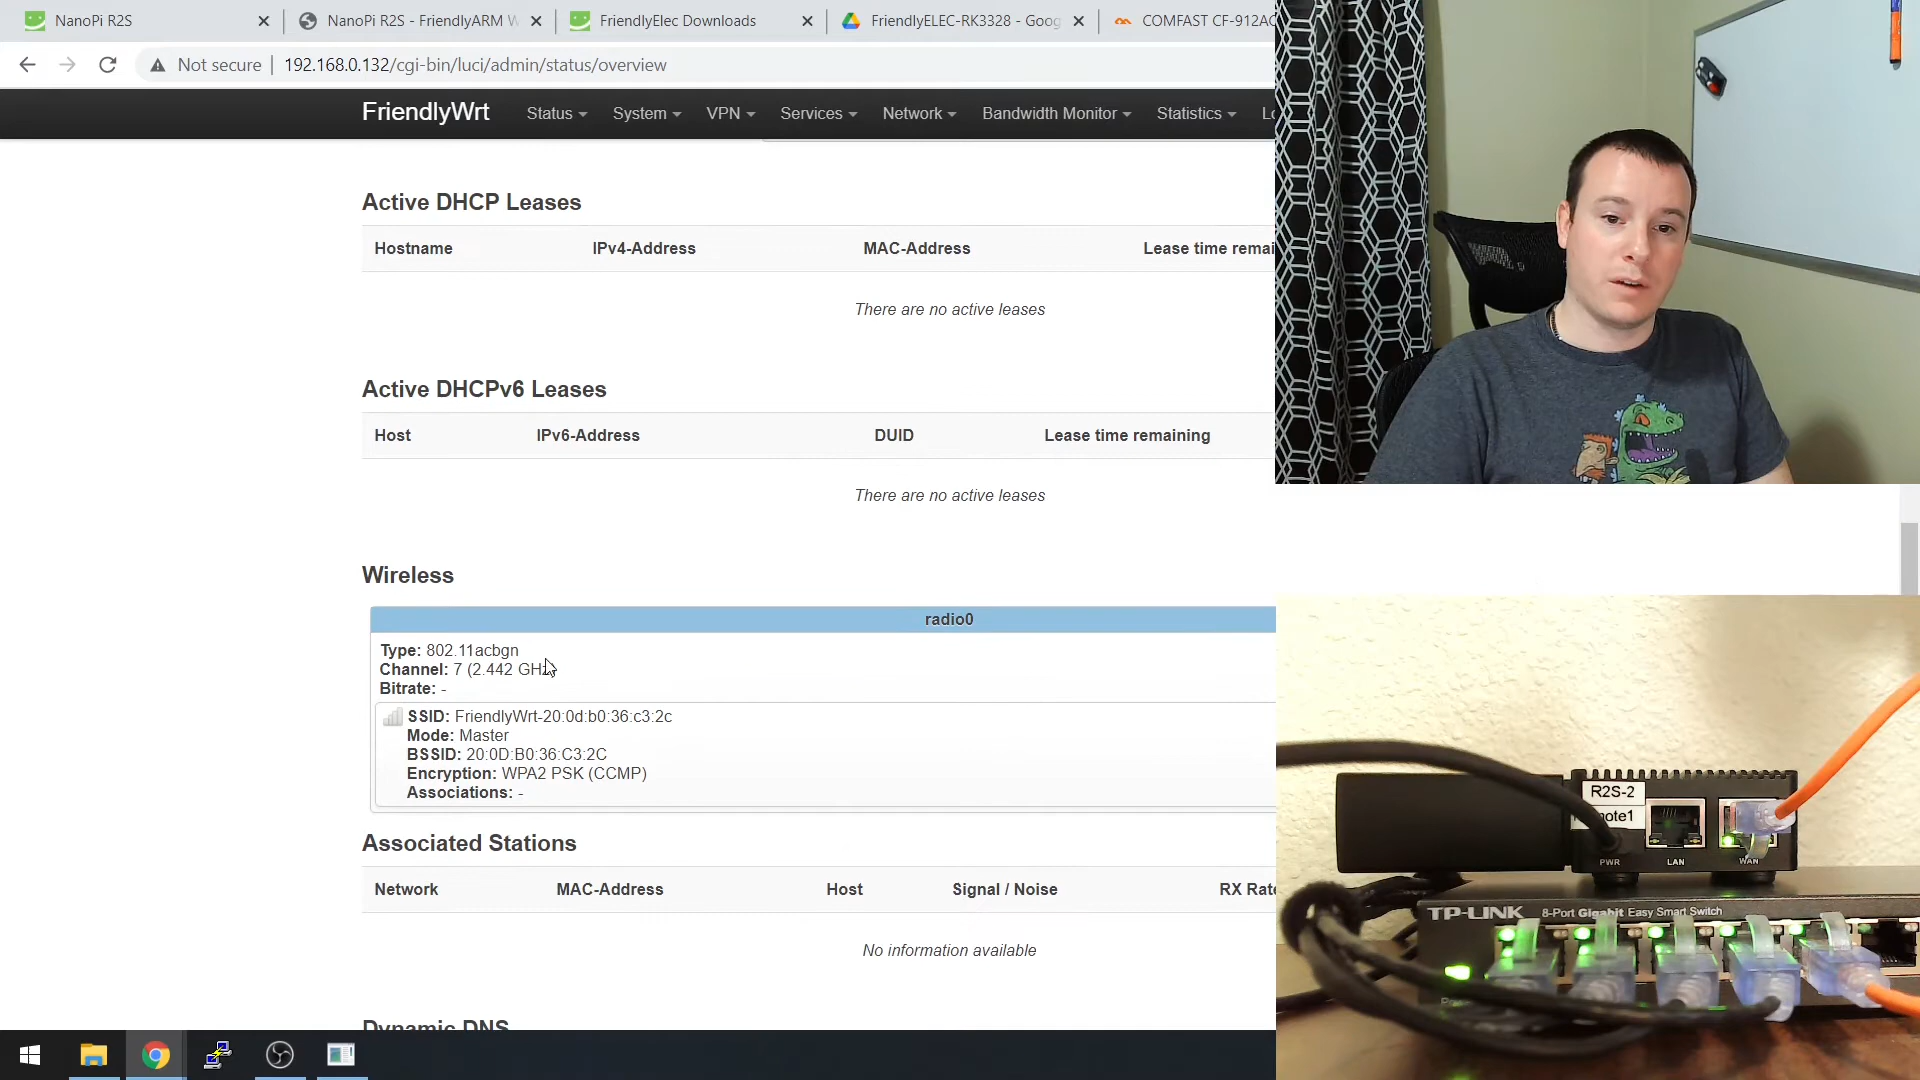 NanoPi R2S
NanoPi R2S - FriendlyARM W
FriendlyElec Downloads
FriendlyELEC-RK3328 - Goog
COMFAST CF-912AC
Not secure
192.168.0.132/cgi-bin/luci/admin/status/overview
FriendlyWrt
Status
System
VPN
Services
Network
Bandwidth Monitor
Statistics
Lo
Active DHCP Leases
Hostname IPv4-Address MAC-Address Lease time remai
There are no active leases
Active DHCPv6 Leases
Host IPv6-Address DUID Lease time remaining
There are no active leases
Wireless
radio0
Type: 802.11acbgn
Channel: 7 (2.442 GHz
Bitrate: -
SSID: FriendlyWrt-20:0d:b0:36:c3:2c
Mode: Master
BSSID: 20:0D:B0:36:C3:2C
Encryption: WPA2 PSK (CCMP)
Associations: -
Associated Stations
Network MAC-Address Host Signal / Noise RX Rate
No information available
Dynamic DNS
R2S-2
mote1
PWR
LAN
WAN
TP-LINK 8-Port Gigabit Easy Smart Switch